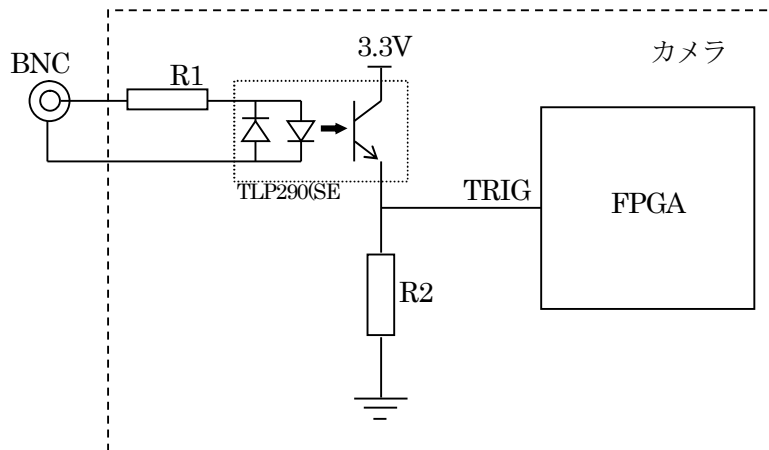 3.3V
カメラ
BNC
R1
TLP290(SE
TRIG
FPGA
R2